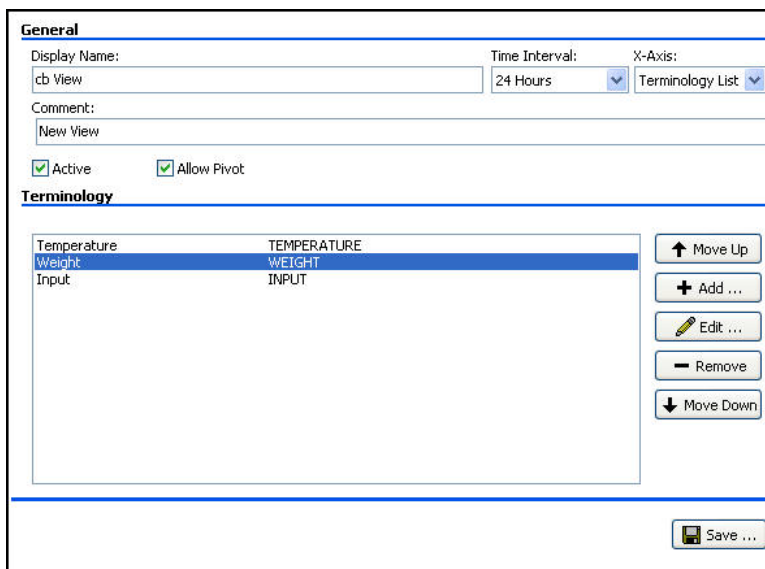 General
Display Name: Time Interval: X-Axis:
cb View 24 Hours Terminology List
Comment:
New View
Active Allow Pivot
Terminology
Temperature TEMPERATURE
Weight WEIGHT
Input INPUT
Move Up
Add ...
Edit ...
Remove
Move Down
Save ...